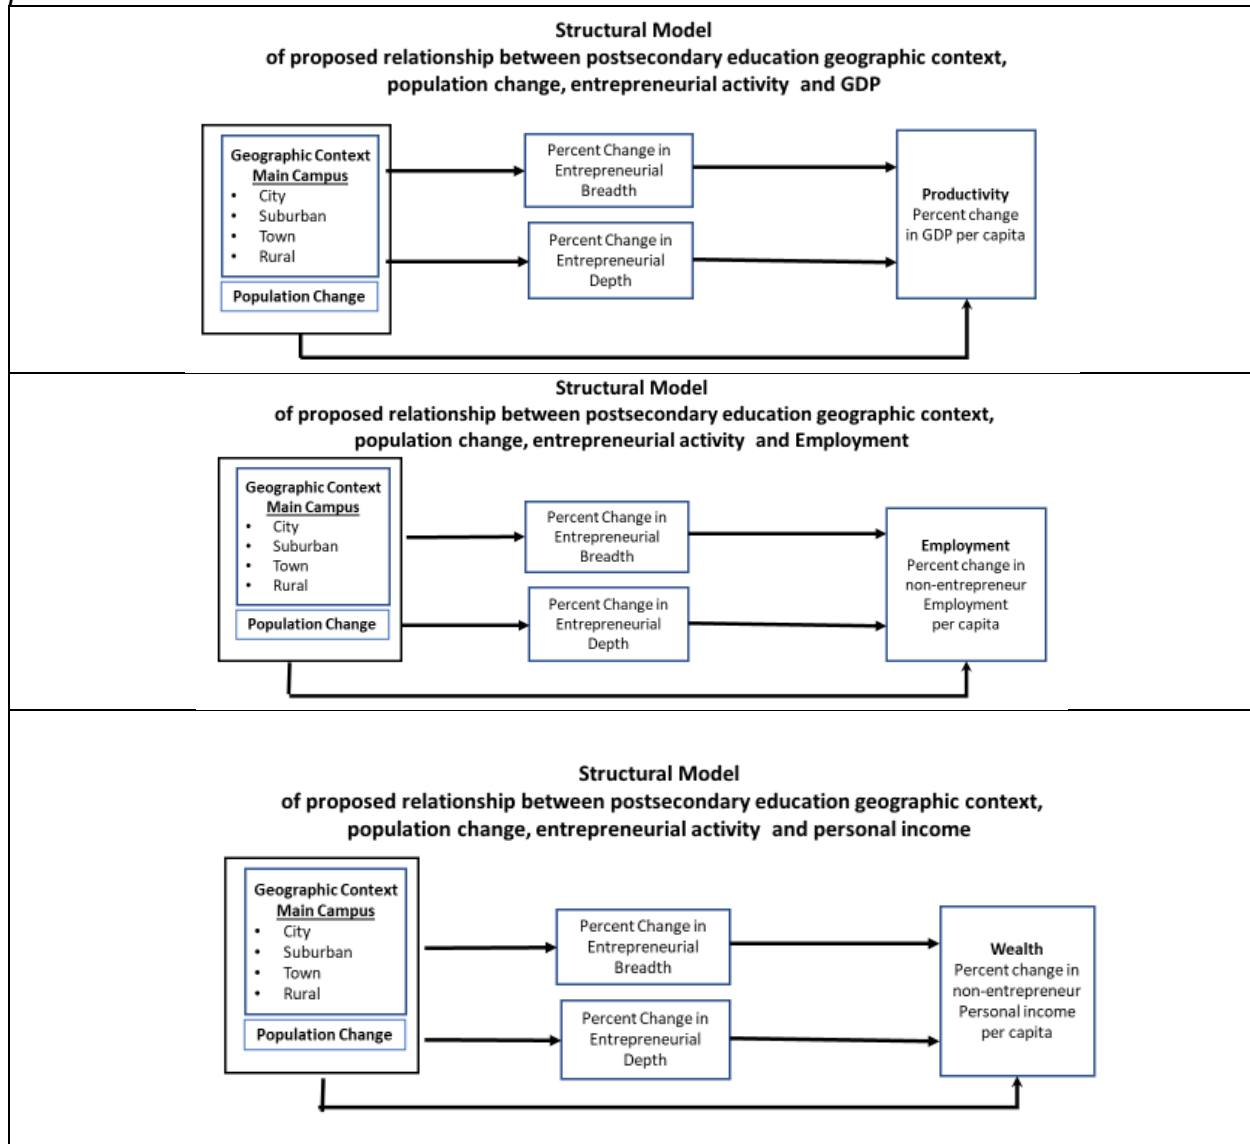 Structural Model
of proposed relationship between postsecondary education geographic context,
population change, entrepreneurial activity and GDP
Geographic Context
Main Campus
• City
• Suburban
• Town
• Rural
Population Change
Percent Change in
Entrepreneurial
Breadth
Percent Change in
Entrepreneurial
Depth
Productivity
Percent change
in GDP per capita
Structural Model
of proposed relationship between postsecondary education geographic context,
population change, entrepreneurial activity and Employment
Geographic Context
Main Campus
• City
• Suburban
• Town
• Rural
Population Change
Percent Change in
Entrepreneurial
Breadth
Percent Change in
Entrepreneurial
Depth
Employment
Percent change in
non-entrepreneur
Employment
per capita
Structural Model
of proposed relationship between postsecondary education geographic context,
population change, entrepreneurial activity and personal income
Geographic Context
Main Campus
• City
• Suburban
• Town
• Rural
Population Change
Percent Change in
Entrepreneurial
Breadth
Percent Change in
Entrepreneurial
Depth
Wealth
Percent change in
non-entrepreneur
Personal income
per capita